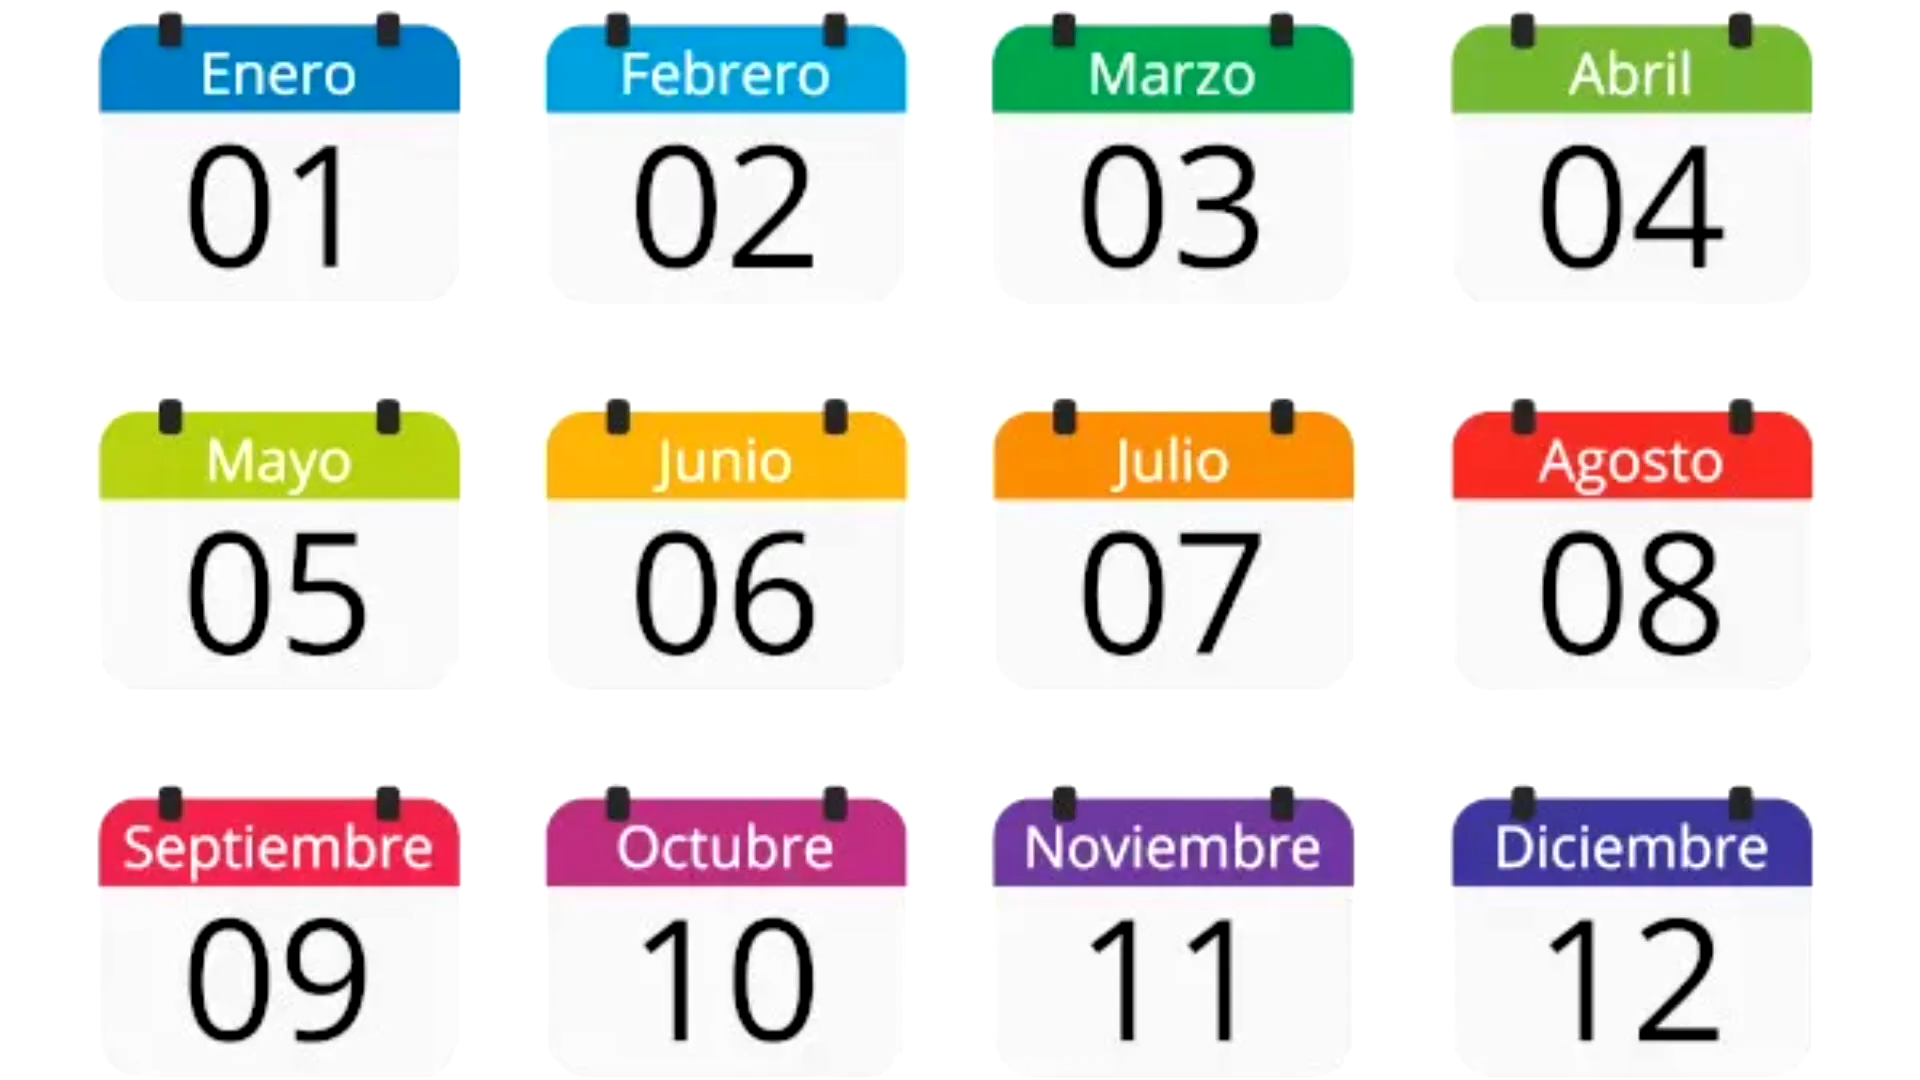 Enero
01
Febrero
02
Marzo
03
Abril
04
Mayo
05
Junio
06
Julio
07
Agosto
08
Septiembre
09
Octubre
10
Noviembre
11
Diciembre
12